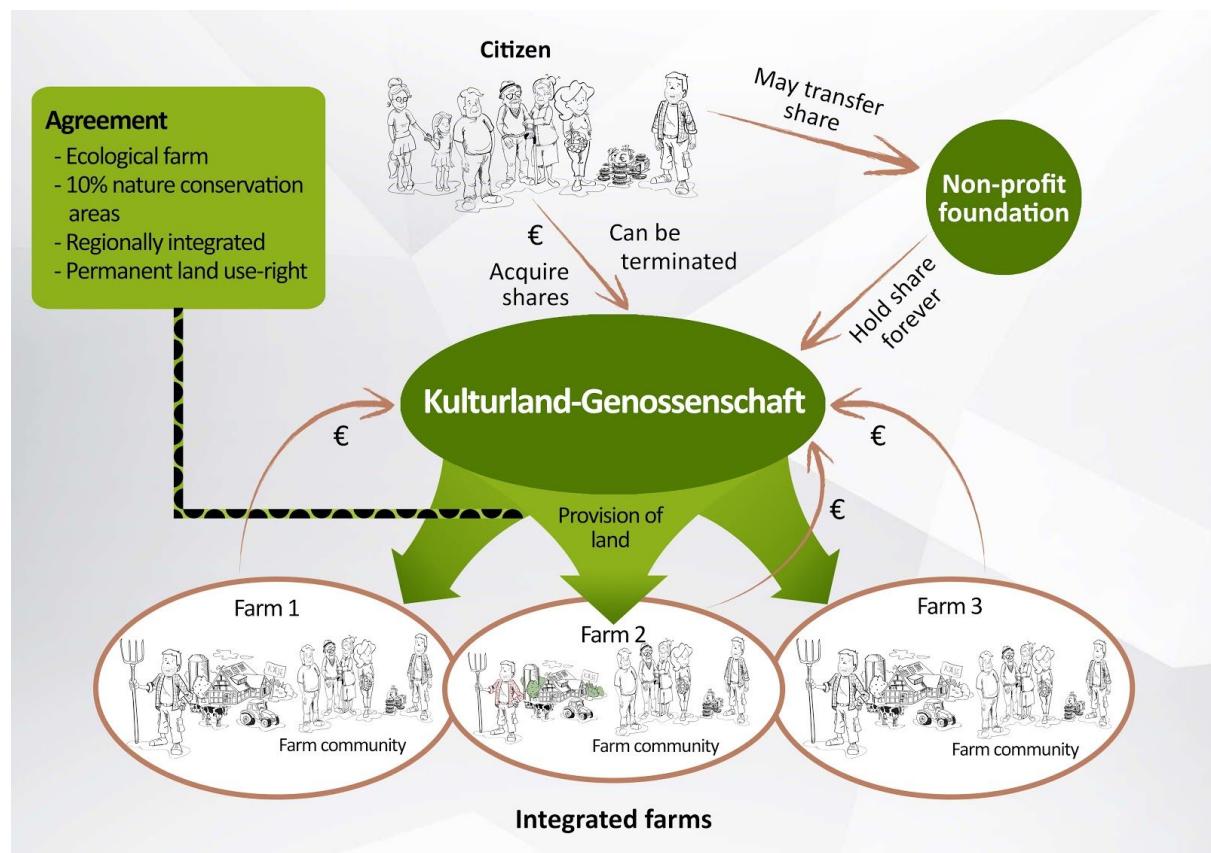 Citizen
May transfer
share
Agreement
- Ecological farm
- 10% nature conservation
areas
- Regionally integrated
- Permanent land use-right
Non-profit
foundation
€
Acquire
shares
Can be
terminated
Hold share
forever
Kulturland-Genossenschaft
€
€
€
Provision of
land
Farm 1
Farm community
Farm 2
Farm community
Farm 3
Farm community
Integrated farms